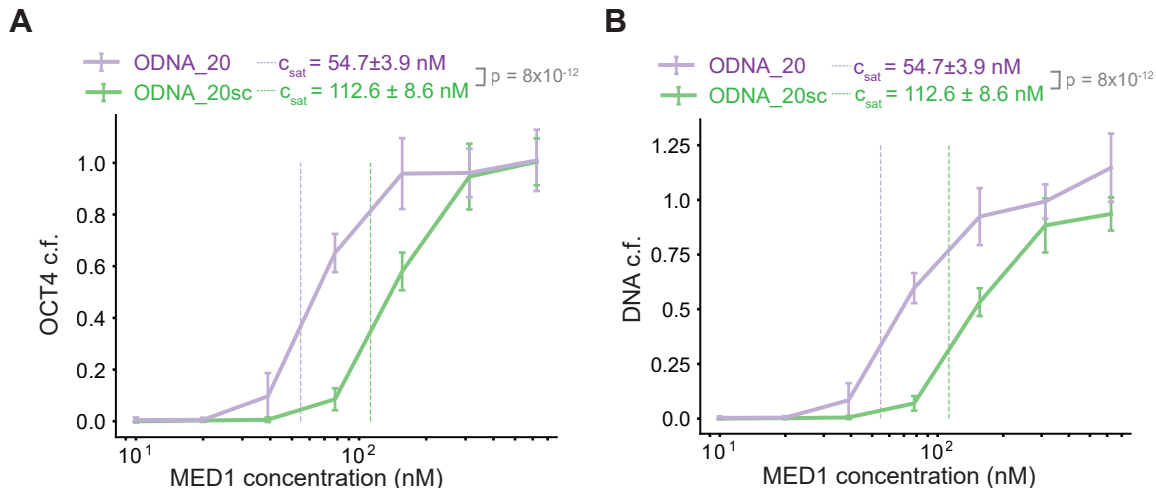 A
ODNA_20 c_sat = 54.7±3.9 nM
ODNA_20sc c_sat = 112.6 ± 8.6 nM
p = 8x10^-12
OCT4 c.f.
1.0
0.8
0.6
0.4
0.2
0.0
10^1 10^2
MED1 concentration (nM)
B
ODNA_20 c_sat = 54.7±3.9 nM
ODNA_20sc c_sat = 112.6 ± 8.6 nM
p = 8x10^-12
DNA c.f.
1.25
1.0
0.75
0.5
0.25
0.0
10^1 10^2
MED1 concentration (nM)